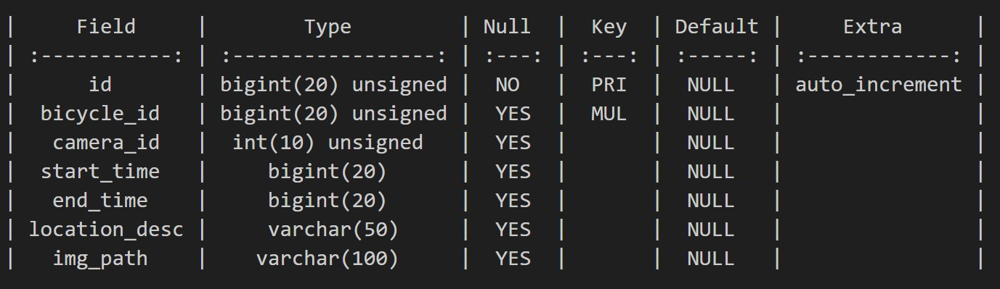 |     Field     |        Type         | Null  |  Key  | Default |     Extra      |
| :-----------: | :-----------------: | :---: | :---: | :-----: | :------------: |
|      id       | bigint(20) unsigned |  NO   |  PRI  |  NULL   | auto_increment |
|  bicycle_id   | bigint(20) unsigned |  YES  |  MUL  |  NULL   |                |
|   camera_id   |  int(10) unsigned   |  YES  |       |  NULL   |                |
|  start_time   |     bigint(20)      |  YES  |       |  NULL   |                |
|   end_time    |     bigint(20)      |  YES  |       |  NULL   |                |
| location_desc |     varchar(50)     |  YES  |       |  NULL   |                |
|   img_path    |    varchar(100)     |  YES  |       |  NULL   |                |